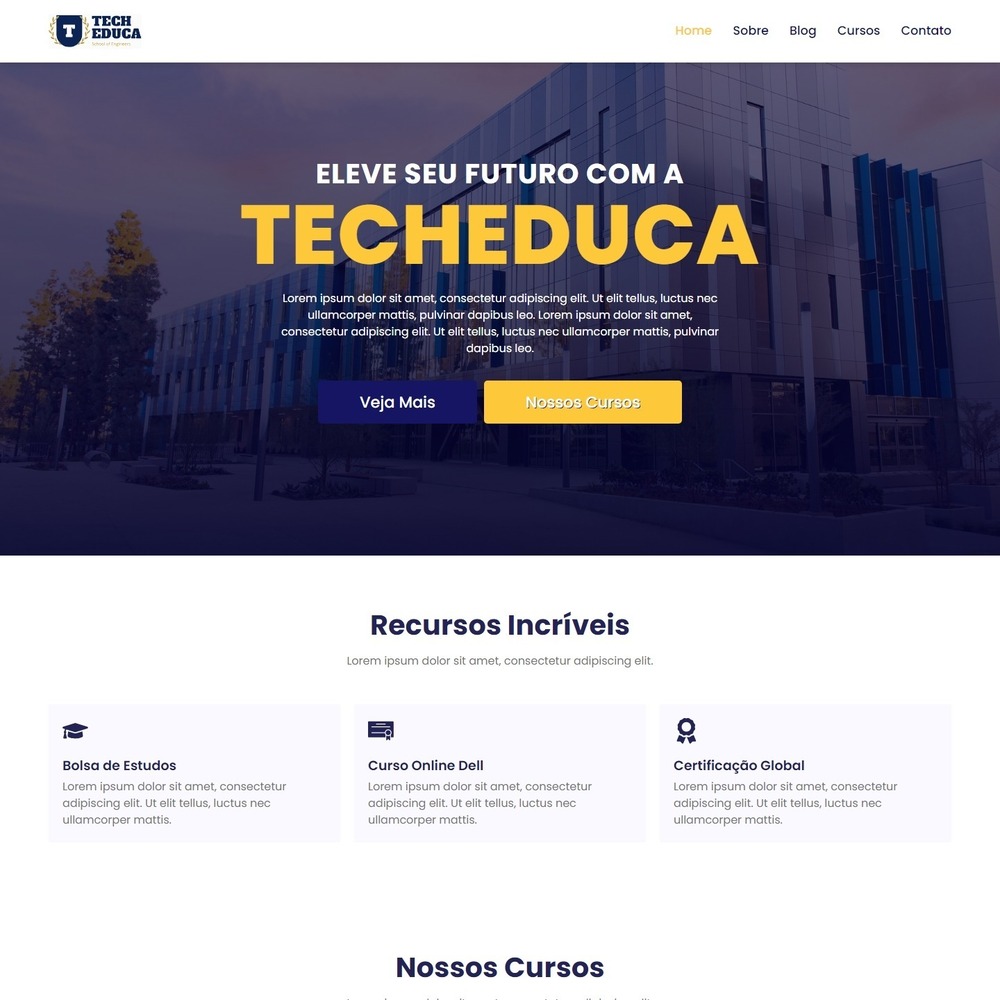 TECH
EDUCA
School of Engineers
Home Sobre Blog Cursos Contato
ELEVE SEU FUTURO COM A
TECHEDUCA
Lorem ipsum dolor sit amet, consectetur adipiscing elit. Ut elit tellus, luctus nec
ullamcorper mattis, pulvinar dapibus leo. Lorem ipsum dolor sit amet,
consectetur adipiscing elit. Ut elit tellus, luctus nec ullamcorper mattis, pulvinar
dapibus leo.
Veja Mais
Nossos Cursos
Recursos Incríveis
Lorem ipsum dolor sit amet, consectetur adipiscing elit.
Bolsa de Estudos
Lorem ipsum dolor sit amet, consectetur
adipiscing elit. Ut elit tellus, luctus nec
ullamcorper mattis.
Curso Online Dell
Lorem ipsum dolor sit amet, consectetur
adipiscing elit. Ut elit tellus, luctus nec
ullamcorper mattis.
Certificação Global
Lorem ipsum dolor sit amet, consectetur
adipiscing elit. Ut elit tellus, luctus nec
ullamcorper mattis.
Nossos Cursos